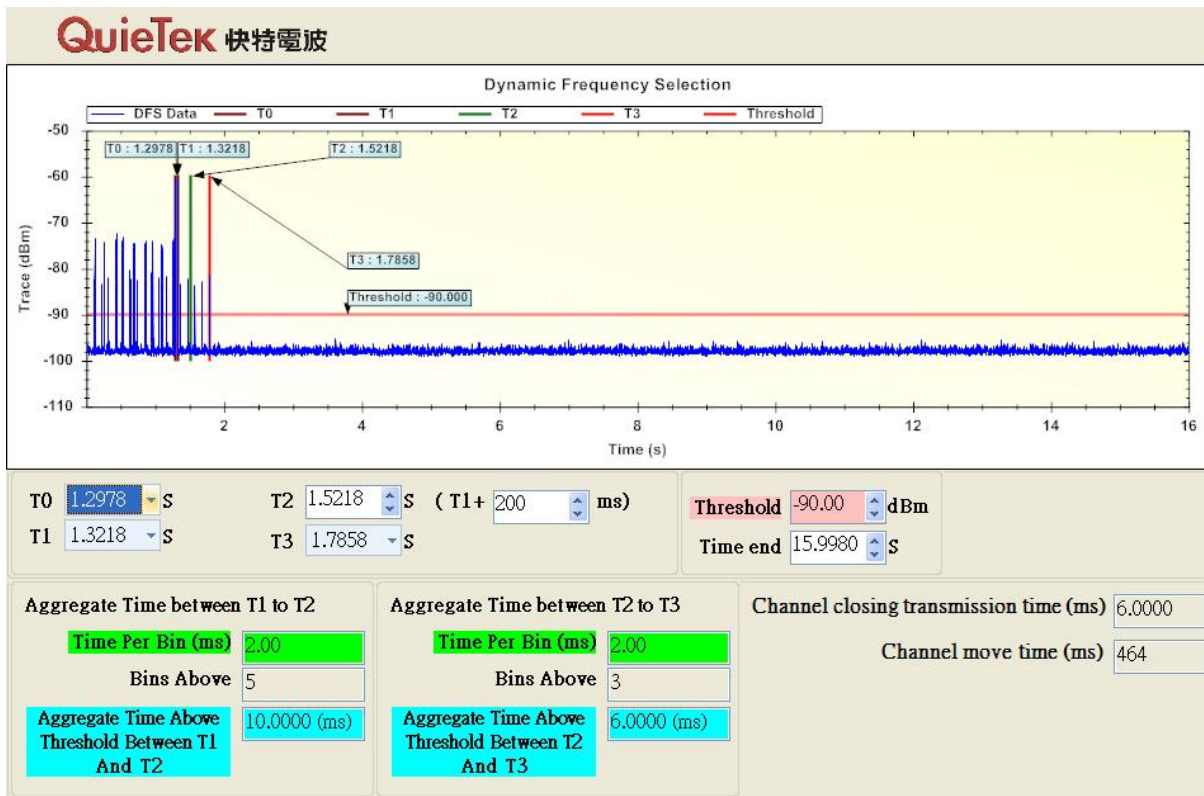 QuieTek 快特電波
Dynamic Frequency Selection
DFS Data T0 T1 T2 T3 Threshold
-50
T0 : 1.2978 T1 : 1.3218 T2 : 1.5218
-60
-70
T3 : 1.7858
-80
Threshold : -90.000
-90
-100
-110
Trace (dBm)
2 4 6 8 10 12 14 16
Time (s)
T0 1.2978 S T2 1.5218 S ( T1+ 200 ms)
T1 1.3218 S T3 1.7858 S
Threshold -90.00 dBm
Time end 15.9980 S
Aggregate Time between T1 to T2
Time Per Bin (ms) 2.00
Bins Above 5
Aggregate Time Above 10.0000 (ms)
Threshold Between T1
And T2
Aggregate Time between T2 to T3
Time Per Bin (ms) 2.00
Bins Above 3
Aggregate Time Above 6.0000 (ms)
Threshold Between T2
And T3
Channel closing transmission time (ms) 6.0000
Channel move time (ms) 464